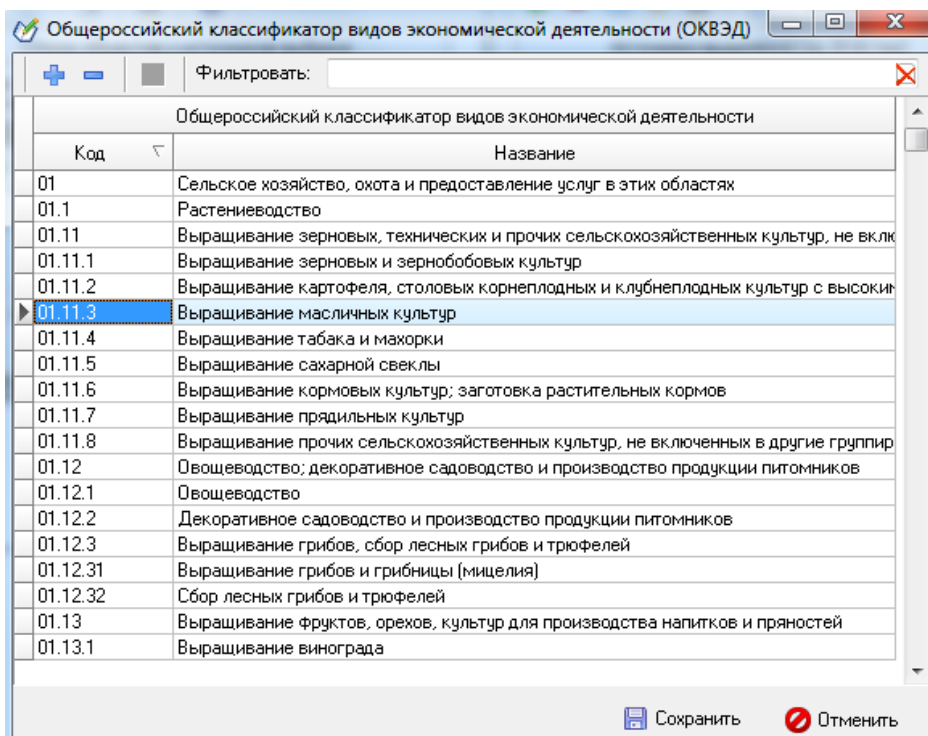 Общероссийский классификатор видов экономической деятельности (ОКВЭД)
Фильтровать:
Общероссийский классификатор видов экономической деятельности
Код Название
01 Сельское хозяйство, охота и предоставление услуг в этих областях
01.1 Растениеводство
01.11 Выращивание зерновых, технических и прочих сельскохозяйственных культур, не вклю
01.11.1 Выращивание зерновых и зернобобовых культур
01.11.2 Выращивание картофеля, столовых корнеплодных и клубнеплодных культур с высоким
01.11.3 Выращивание масличных культур
01.11.4 Выращивание табака и махорки
01.11.5 Выращивание сахарной свеклы
01.11.6 Выращивание кормовых культур; заготовка растительных кормов
01.11.7 Выращивание прядильных культур
01.11.8 Выращивание прочих сельскохозяйственных культур, не включенных в другие группир
01.12 Овощеводство; декоративное садоводство и производство продукции питомников
01.12.1 Овощеводство
01.12.2 Декоративное садоводство и производство продукции питомников
01.12.3 Выращивание грибов, сбор лесных грибов и трюфелей
01.12.31 Выращивание грибов и грибницы (мицелия)
01.12.32 Сбор лесных грибов и трюфелей
01.13 Выращивание фруктов, орехов, культур для производства напитков и пряностей
01.13.1 Выращивание винограда
Сохранить Отменить